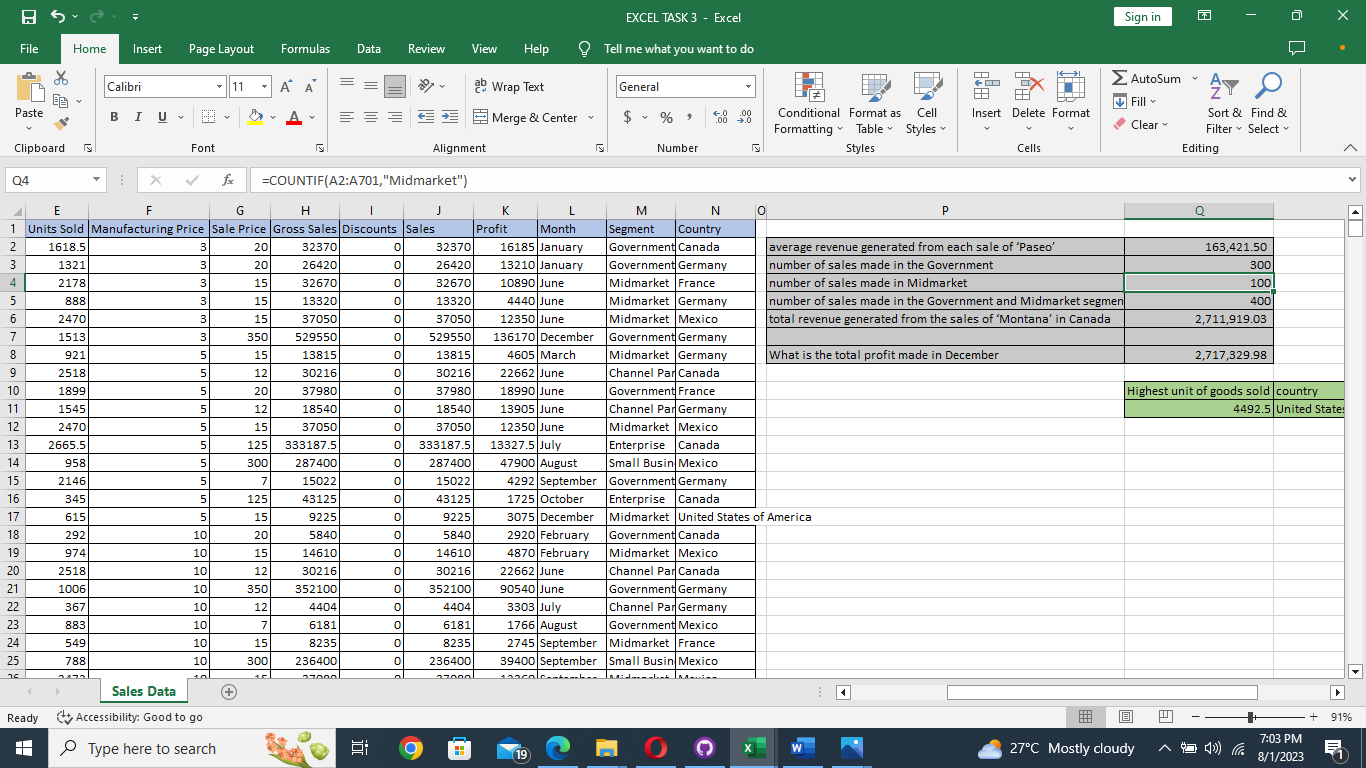 EXCEL TASK 3 - Excel
Sign in
File Home Insert Page Layout Formulas Data Review View Help Tell me what you want to do
Calibri 11 Wrap Text General AutoSum
Paste Conditional Formatting Format as Table Cell Styles Insert Delete Format Fill Sort & Filter Find & Select
B I U A Merge & Center $ % Clear
Clipboard Font Alignment Number Styles Cells Editing
Q4 fx =COUNTIF(A2:A701,"Midmarket")
E F G H I J K L M N O P Q
1 Units Sold Manufacturing Price Sale Price Gross Sales Discounts Sales Profit Month Segment Country
2 1618.5 3 20 32370 0 32370 16185 January Government Canada average revenue generated from each sale of ‘Paseo’ 163,421.50
3 1321 3 20 26420 0 26420 13210 January Government Germany number of sales made in the Government 300
4 2178 3 15 32670 0 32670 10890 June Midmarket France number of sales made in Midmarket 100
5 888 3 15 13320 0 13320 4440 June Midmarket Germany number of sales made in the Government and Midmarket segmen 400
6 2470 3 15 37050 0 37050 12350 June Midmarket Mexico total revenue generated from the sales of ‘Montana’ in Canada 2,711,919.03
7 1513 3 350 529550 0 529550 136170 December Government Germany
8 921 5 15 13815 0 13815 4605 March Midmarket Germany What is the total profit made in December 2,717,329.98
9 2518 5 12 30216 0 30216 22662 June Channel Par Canada
10 1899 5 20 37980 0 37980 18990 June Government France Highest unit of goods sold country
11 1545 5 12 18540 0 18540 13905 June Channel Par Germany 4492.5 United States
12 2470 5 15 37050 0 37050 12350 June Midmarket Mexico
13 2665.5 5 125 333187.5 0 333187.5 13327.5 July Enterprise Canada
14 958 5 300 287400 0 287400 47900 August Small Busin Mexico
15 2146 5 7 15022 0 15022 4292 September Government Germany
16 345 5 125 43125 0 43125 1725 October Enterprise Canada
17 615 5 15 9225 0 9225 3075 December Midmarket United States of America
18 292 10 20 5840 0 5840 2920 February Government Canada
19 974 10 15 14610 0 14610 4870 February Midmarket Mexico
20 2518 10 12 30216 0 30216 22662 June Channel Par Canada
21 1006 10 350 352100 0 352100 90540 June Government Germany
22 367 10 12 4404 0 4404 3303 July Channel Par Germany
23 883 10 7 6181 0 6181 1766 August Government Mexico
24 549 10 15 8235 0 8235 2745 September Midmarket France
25 788 10 300 236400 0 236400 39400 September Small Busin Mexico
Sales Data
Ready Accessibility: Good to go 91%
Type here to search 19 27°C Mostly cloudy 7:03 PM
8/1/2023 1